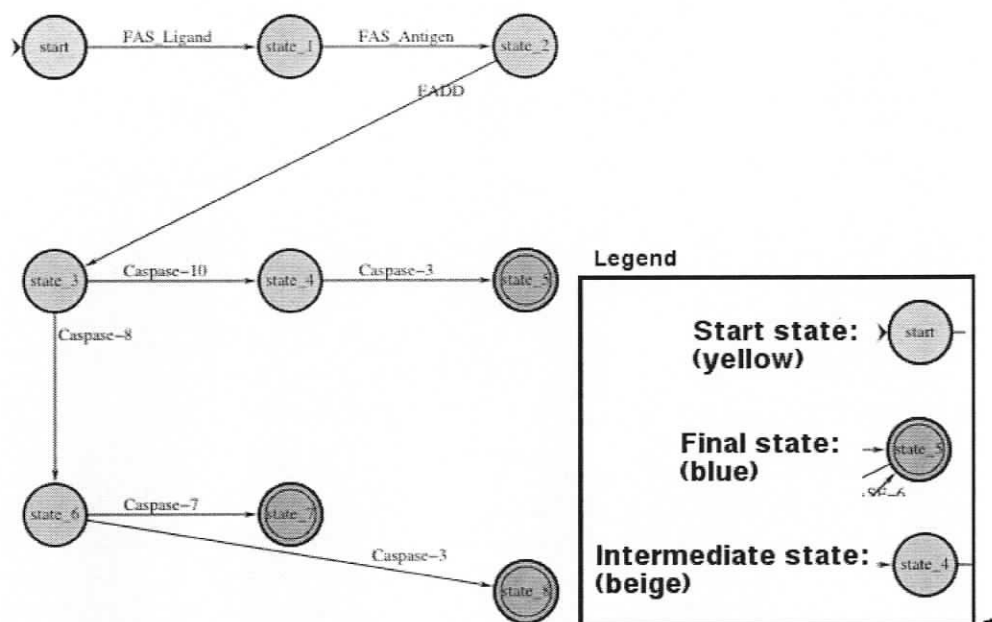 start
FAS_Ligand
state_1
FAS_Antigen
state_2
FADD
state_3
Caspase-10
state_4
Caspase-3
state_5
Caspase-8
state_6
Caspase-7
state_7
Caspase-3
state_8
Legend
Start state:
(yellow)
start
Final state:
(blue)
state_5
Intermediate state:
(beige)
state_4